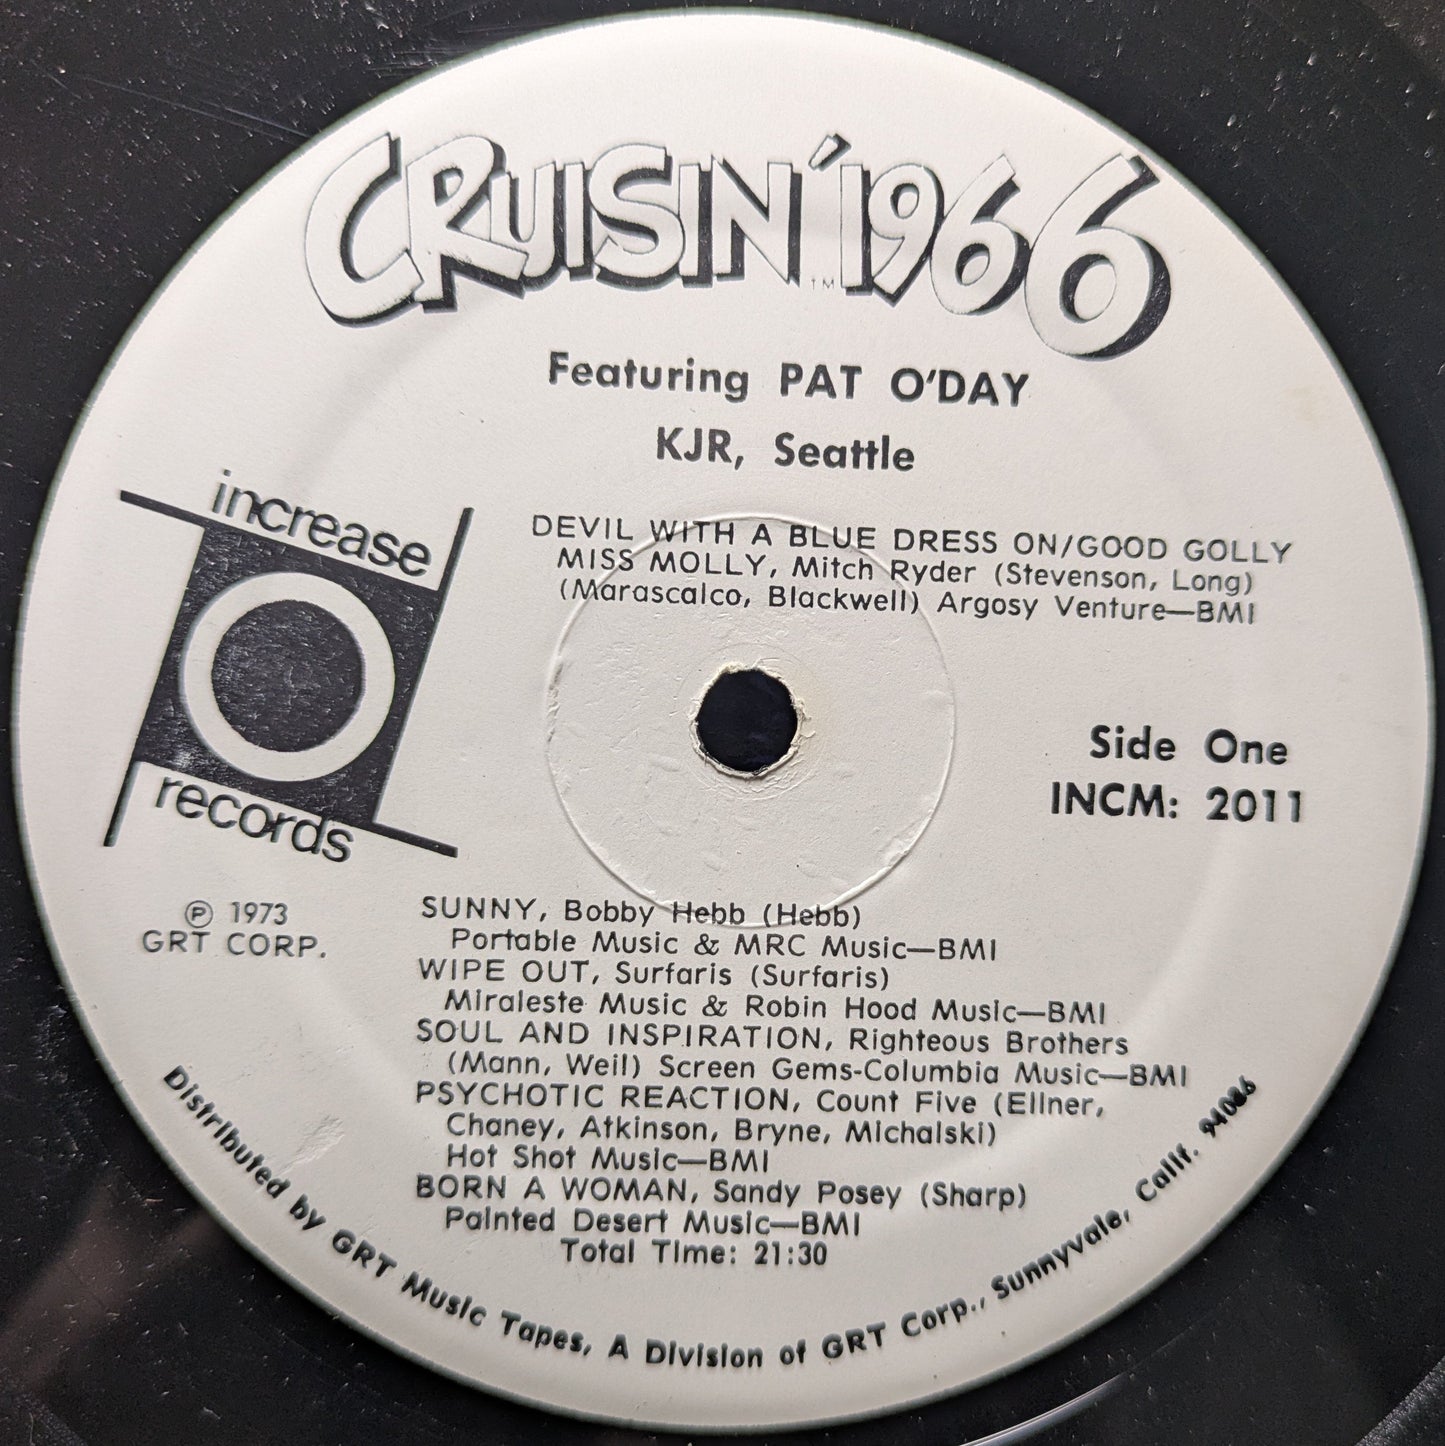 CRUISIN' 1966
TM
Featuring PAT O'DAY
KJR, Seattle
increase
records
DEVIL WITH A BLUE DRESS ON/GOOD GOLLY
MISS MOLLY, Mitch Ryder (Stevenson, Long)
(Marascalco, Blackwell) Argosy Venture—BMI
Side One
INCM: 2011
℗ 1973
GRT CORP.
SUNNY, Bobby Hebb (Hebb)
Portable Music & MRC Music—BMI
WIPE OUT, Surfaris (Surfaris)
Miraleste Music & Robin Hood Music—BMI
SOUL AND INSPIRATION, Righteous Brothers
(Mann, Weil) Screen Gems-Columbia Music—BMI
PSYCHOTIC REACTION, Count Five (Ellner,
Chaney, Atkinson, Bryne, Michalski)
Hot Shot Music—BMI
BORN A WOMAN, Sandy Posey (Sharp)
Painted Desert Music—BMI
Total Time: 21:30
Distributed by GRT Music Tapes, A Division of GRT Corp., Sunnyvale, Calif. 94086